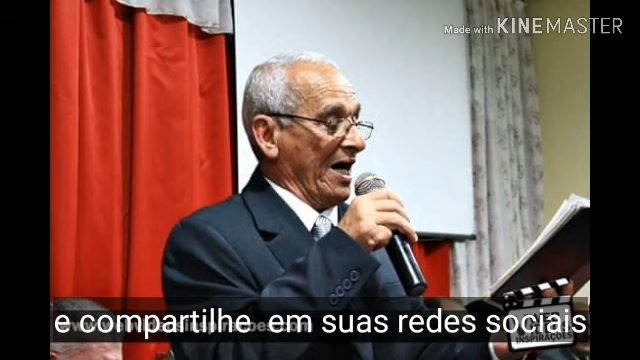 Made with KINEMASTER
e compartilhe em suas redes sociais
INSPIRAÇÕES